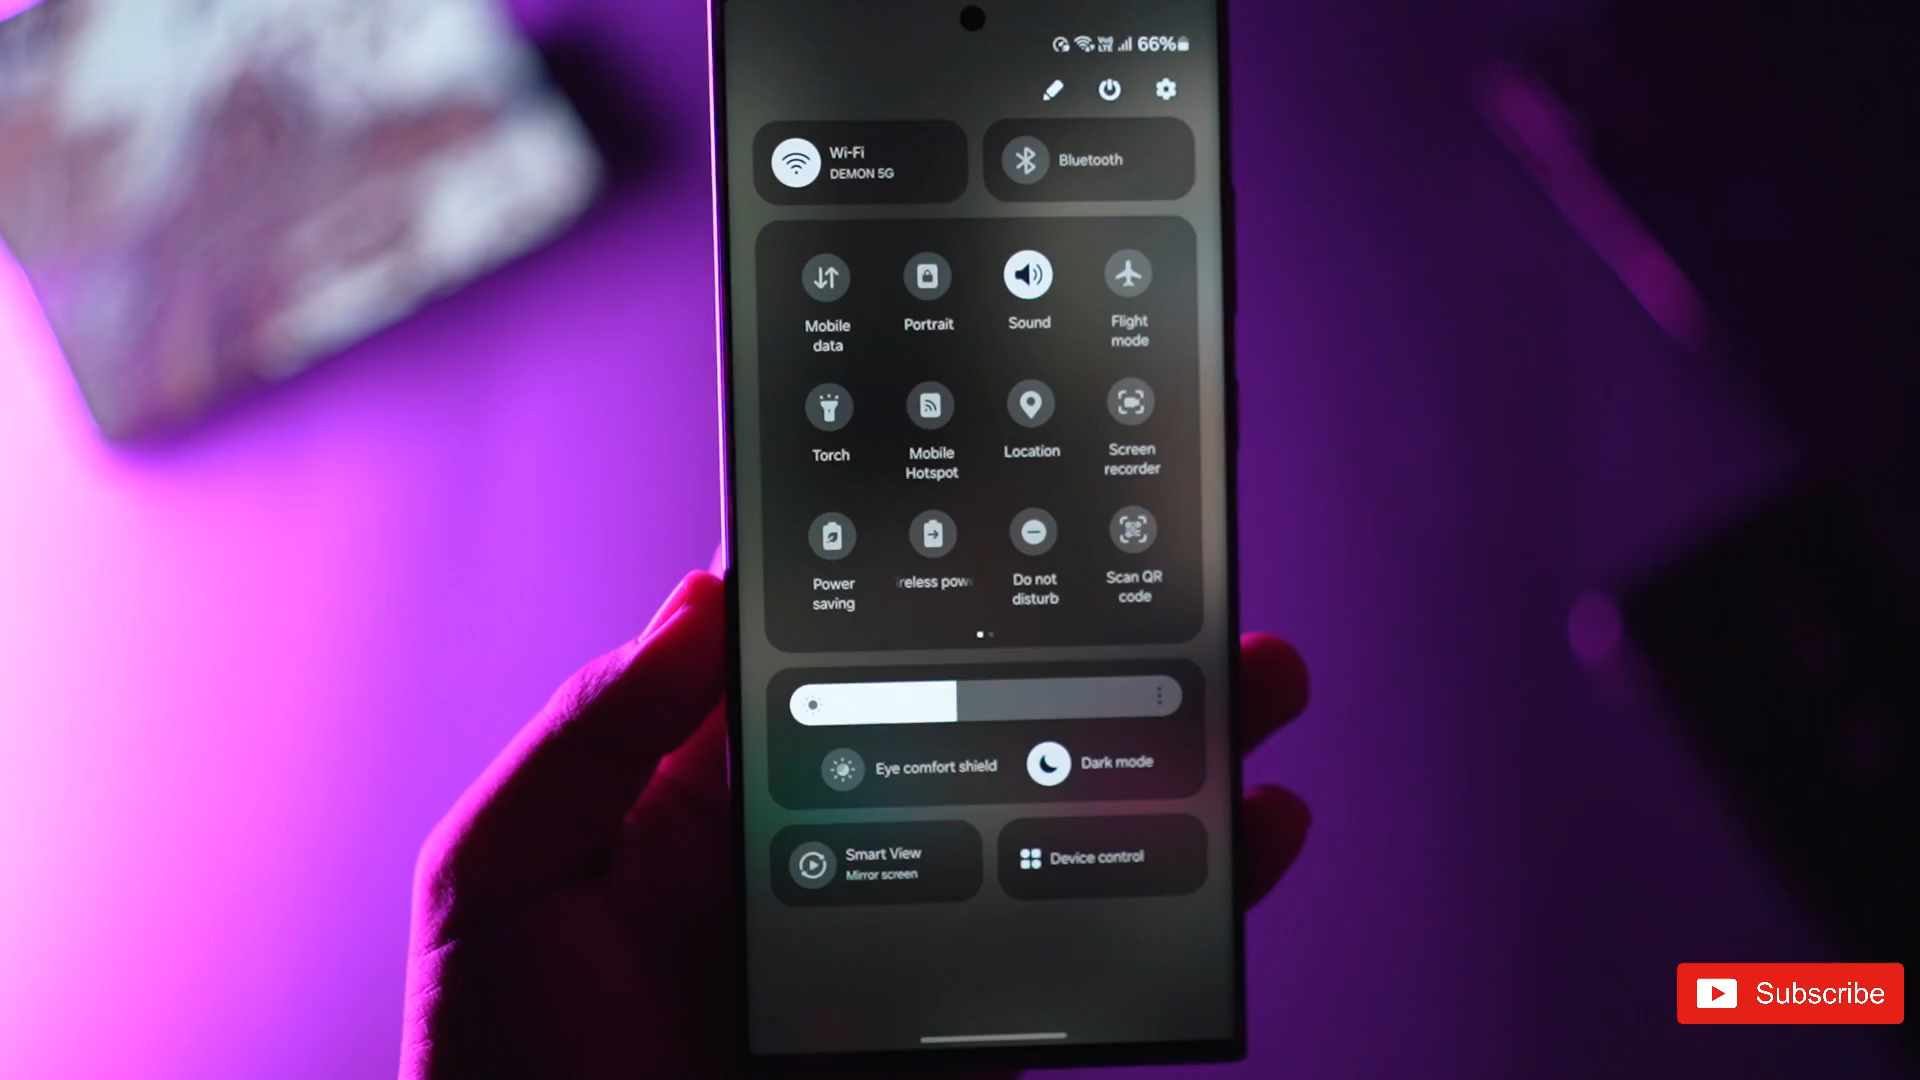 66%
Wi-Fi
DEMON 5G
Bluetooth
Mobile
data
Portrait
Sound
Flight
mode
Torch
Mobile
Hotspot
Location
Screen
recorder
Power
saving
reless pow
Do not
disturb
Scan QR
code
Eye comfort shield
Dark mode
Smart View
Mirror screen
Device control
Subscribe